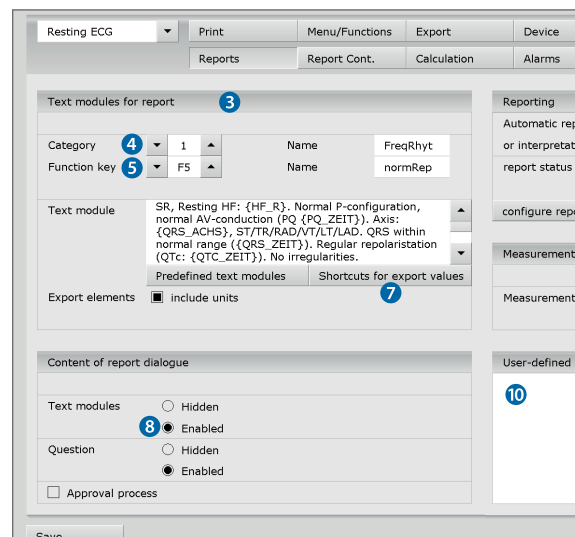 Resting ECG Print Menu/Functions Export Device
Reports Report Cont. Calculation Alarms
Text modules for report 3
Category 4 1 Name FreqRhyt
Function key 5 F5 Name normRep
Text module
SR, Resting HF: {HF_R}. Normal P-configuration,
normal AV-conduction (PQ {PQ_ZEIT}). Axis:
{QRS_ACHS}, ST/TR/RAD/VT/LT/LAD. QRS within
normal range ({QRS_ZEIT}). Regular repolaristation
(QTc: {QTC_ZEIT}). No irregularities.
Predefined text modules Shortcuts for export values
7
Export elements include units
Content of report dialogue
Text modules Hidden
8 Enabled
Question Hidden
Enabled
Approval process
Reporting
Automatic rep
or interpretat
report status
configure repo
Measurement
Measurement
User-defined
10
Save